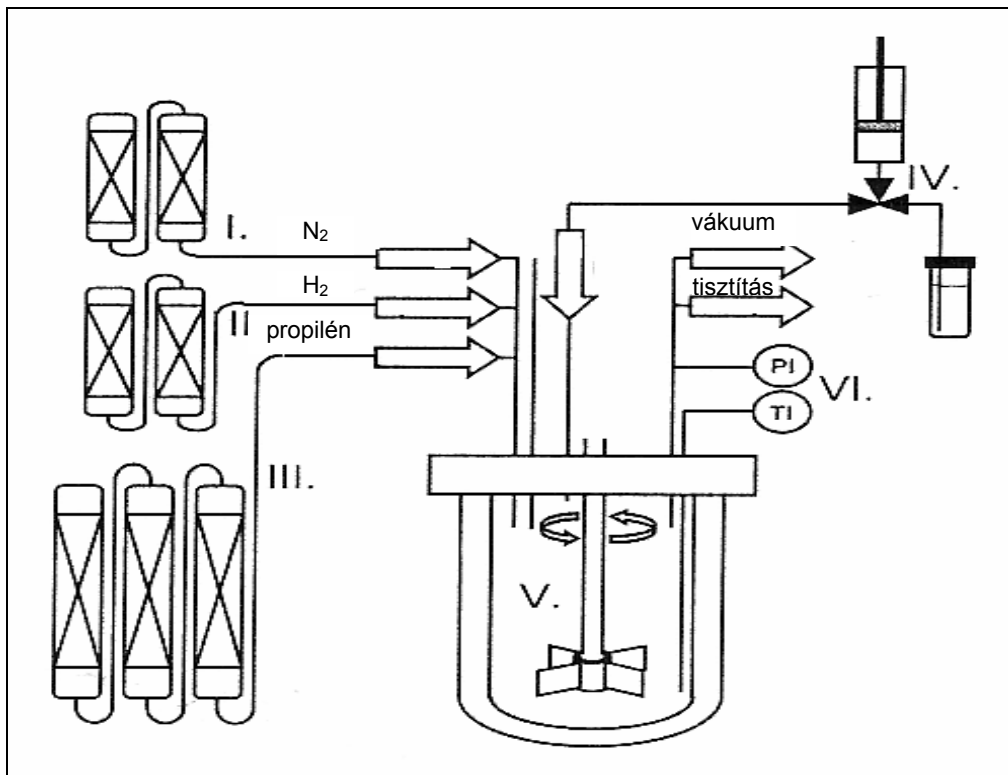 IV.
I.
N₂
vákuum
H₂
tisztítás
II
propilén
PI
VI.
TI
III.
V.